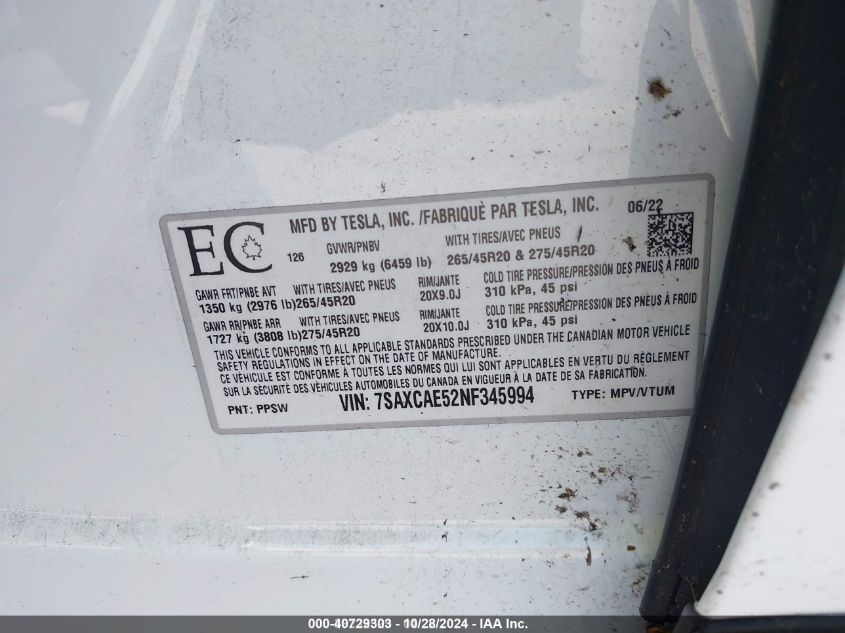 EC
126
MFD BY TESLA, INC. /FABRIQUÈ PAR TESLA, INC. 06/22
GVWR/PNBV WITH TIRES/AVEC PNEUS
2929 kg (6459 lb) 265/45R20 & 275/45R20
GAWR FRT/PNBE AVT WITH TIRES/AVEC PNEUS RIM/JANTE COLD TIRE PRESSURE/PRESSION DES PNEUS À FROID
1350 kg (2976 lb)265/45R20 20X9.0J 310 kPa, 45 psi
GAWR RR/PNBE ARR WITH TIRES/AVEC PNEUS RIM/JANTE COLD TIRE PRESSURE/PRESSION DES PNEUS À FROID
1727 kg (3808 lb)275/45R20 20X10.0J 310 kPa, 45 psi
THIS VEHICLE CONFORMS TO ALL APPLICABLE STANDARDS PRESCRIBED UNDER THE CANADIAN MOTOR VEHICLE
SAFETY REGULATIONS IN EFFECT ON THE DATE OF MANUFACTURE.
CE VÉHICULE EST CONFORME À TOUTES LES NORMES QUI LUI SONT APPLICABLES EN VERTU DU RÈGLEMENT
SUR LA SÉCURITÉ DES VÉHICULES AUTOMOBILES DU CANADA EN VIGUEUR À LA DATE DE SA FABRICATION.
PNT: PPSW VIN: 7SAXCAE52NF345994 TYPE: MPV/VTUM
000-40729303 - 10/28/2024 - IAA Inc.